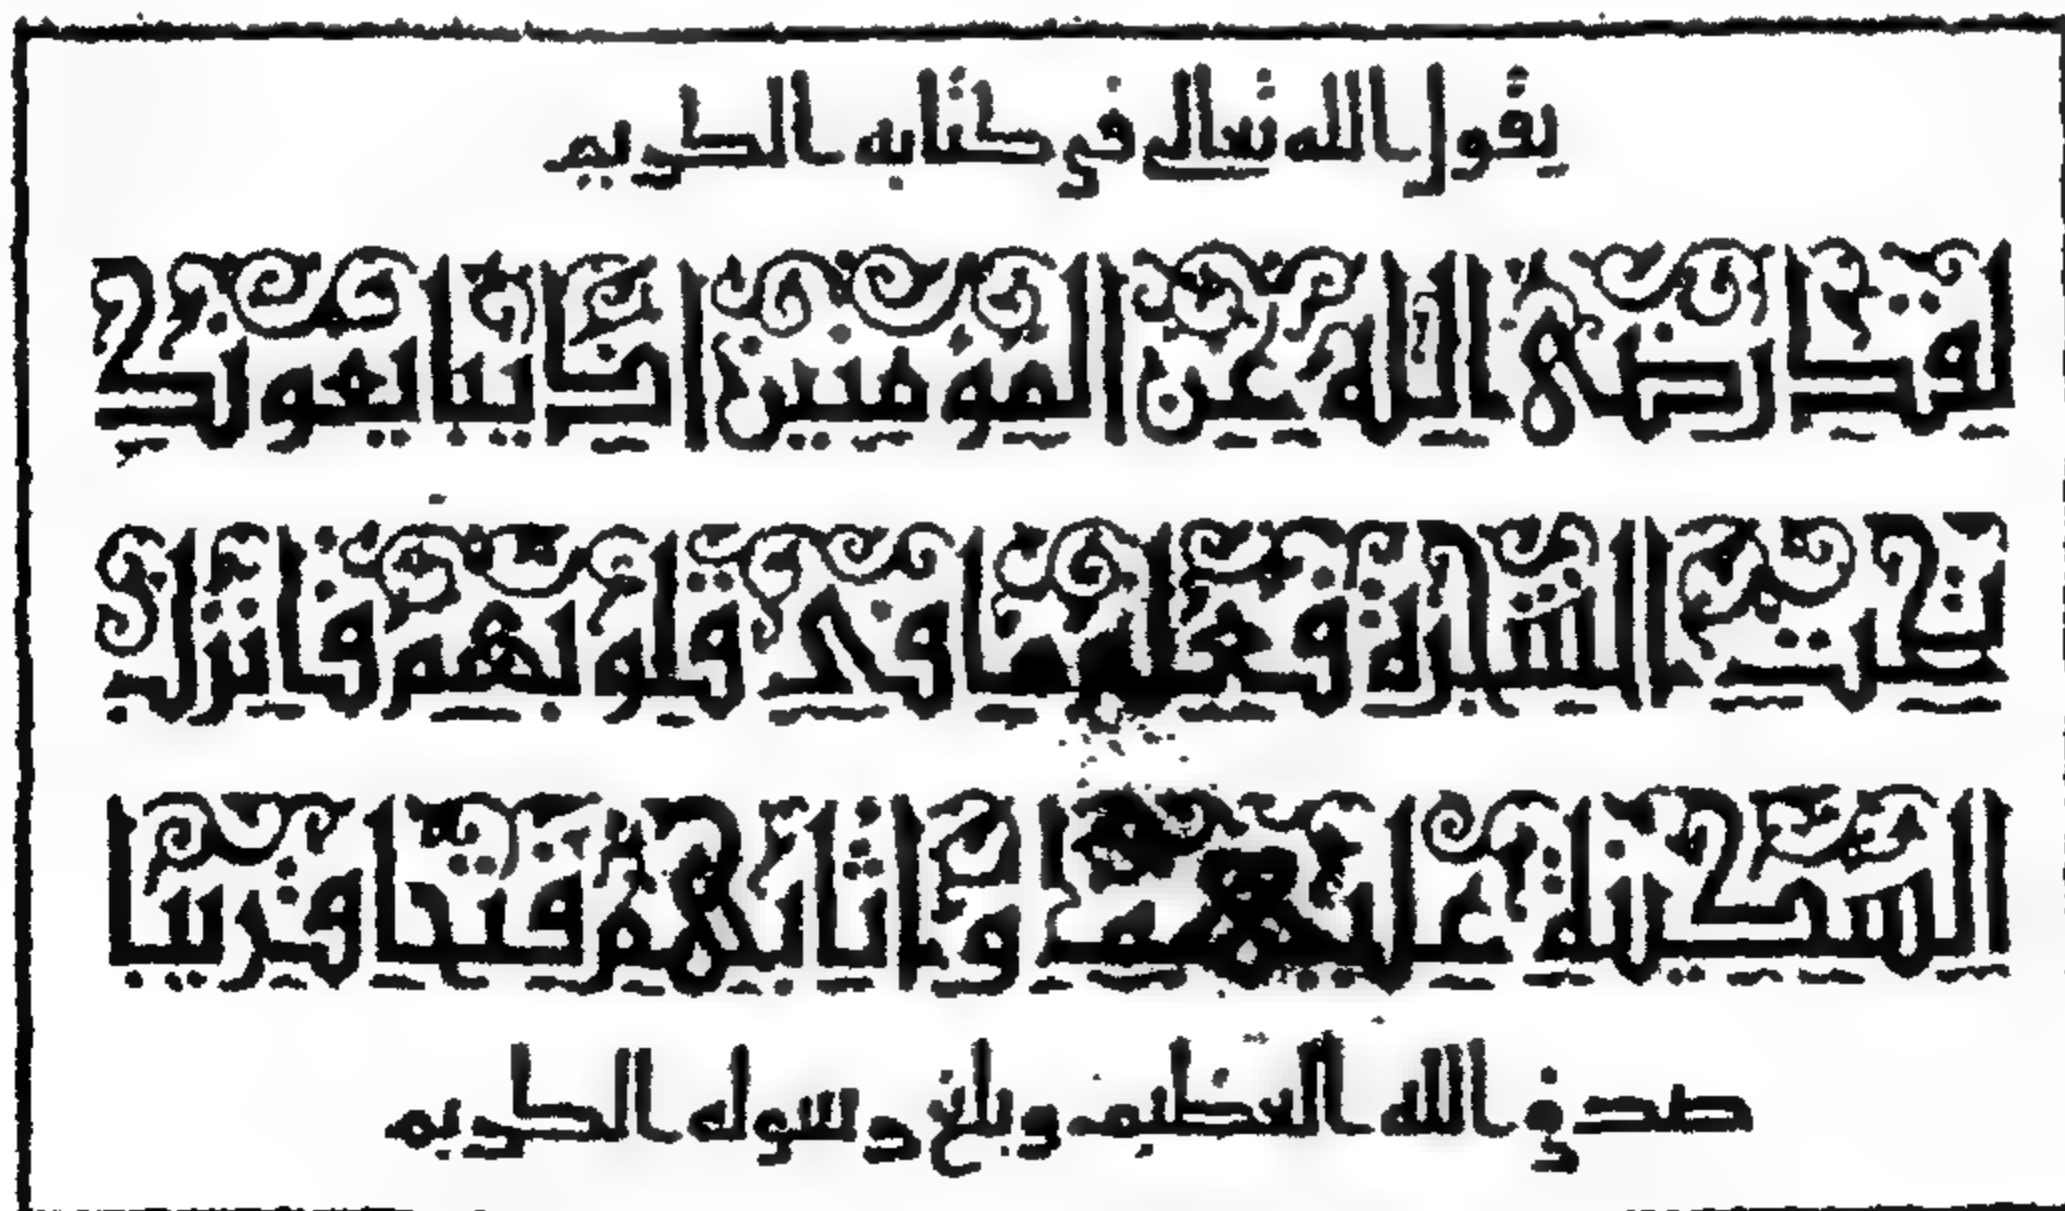 يقول الله تعالى في كتابه الكريم
لقد رضي الله عن المؤمنين إذ يبايعونك
تحت الشجرة فعلم ما في قلوبهم فأنزل
السكينة عليهم وأثابهم فتحا قريبا
صدق الله العظيم وبلغ رسوله الكريم